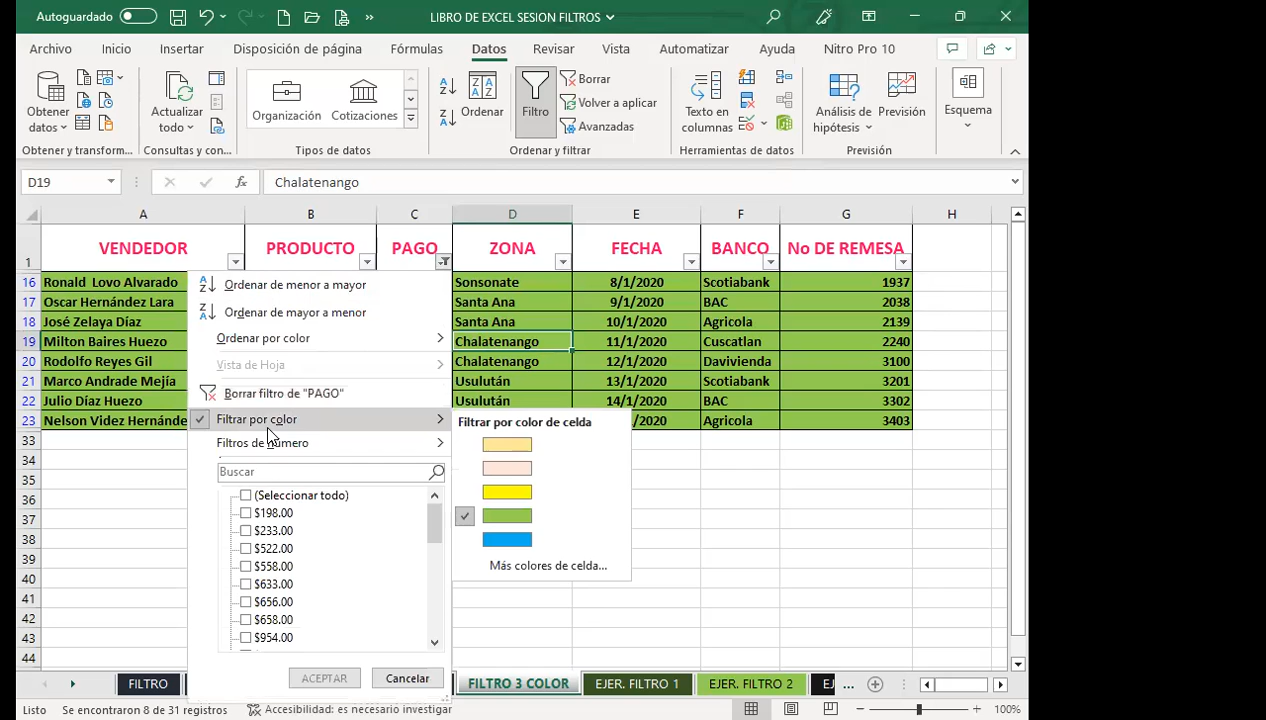 Autoguardado
LIBRO DE EXCEL SESION FILTROS
Archivo Inicio Insertar Disposición de página Fórmulas Datos Revisar Vista Automatizar Ayuda Nitro Pro 10
Obtener datos
Actualizar todo
Organización
Cotizaciones
Ordenar
Filtro
Borrar
Volver a aplicar
Avanzadas
Texto en columnas
Análisis de hipótesis
Previsión
Esquema
Obtener y transform... Consultas y con... Tipos de datos Ordenar y filtrar Herramientas de datos Previsión
D19 fx Chalatenango
A B C D E F G H
1 VENDEDOR PRODUCTO PAGO ZONA FECHA BANCO No DE REMESA
16 Ronald Lovo Alvarado Sonsonate 8/1/2020 Scotiabank 1937
17 Oscar Hernández Lara Santa Ana 9/1/2020 BAC 2038
18 José Zelaya Díaz Santa Ana 10/1/2020 Agricola 2139
19 Milton Baires Huezo Chalatenango 11/1/2020 Cuscatlan 2240
20 Rodolfo Reyes Gil Chalatenango 12/1/2020 Davivienda 3100
21 Marco Andrade Mejía Usulután 13/1/2020 Scotiabank 3201
22 Julio Díaz Huezo Usulután 14/1/2020 BAC 3302
23 Nelson Videz Hernánde /1/2020 Agricola 3403
33
34
35
36
37
38
39
40
41
42
43
44
Ordenar de menor a mayor
Ordenar de mayor a menor
Ordenar por color
Vista de Hoja
Borrar filtro de "PAGO"
Filtrar por color
Filtros de número
Buscar
(Seleccionar todo)
$198.00
$233.00
$522.00
$558.00
$633.00
$656.00
$658.00
$954.00
ACEPTAR Cancelar
Filtrar por color de celda
Más colores de celda...
FILTRO FILTRO 3 COLOR EJER. FILTRO 1 EJER. FILTRO 2 EJ ...
Listo Se encontraron 8 de 31 registros Accesibilidad: es necesario investigar 100%